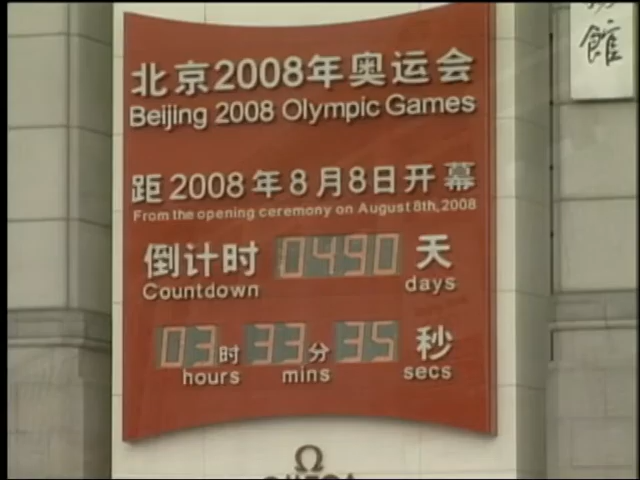 北京2008年奥运会
Beijing 2008 Olympic Games
距2008年8月8日开幕
From the opening ceremony on August 8th, 2008
倒计时 0490 天
Countdown days
03 时 33 分 35 秒
hours mins secs
Ω
館